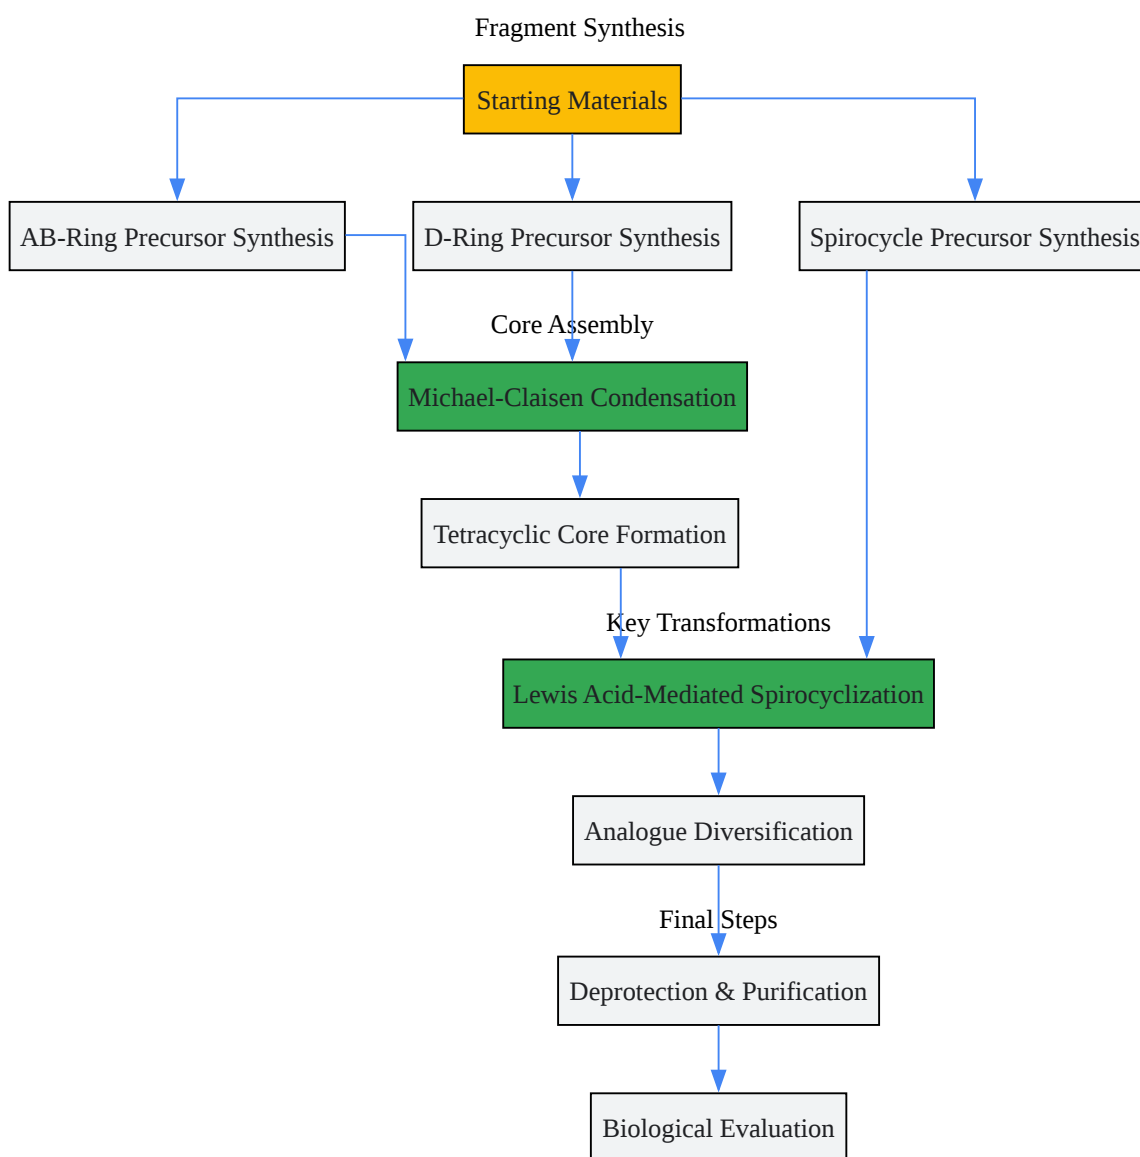 Fragment Synthesis
Starting Materials
AB-Ring Precursor Synthesis
D-Ring Precursor Synthesis
Spirocycle Precursor Synthesis
Core Assembly
Michael-Claisen Condensation
Tetracyclic Core Formation
Key Transformations
Lewis Acid-Mediated Spirocyclization
Analogue Diversification
Final Steps
Deprotection & Purification
Biological Evaluation